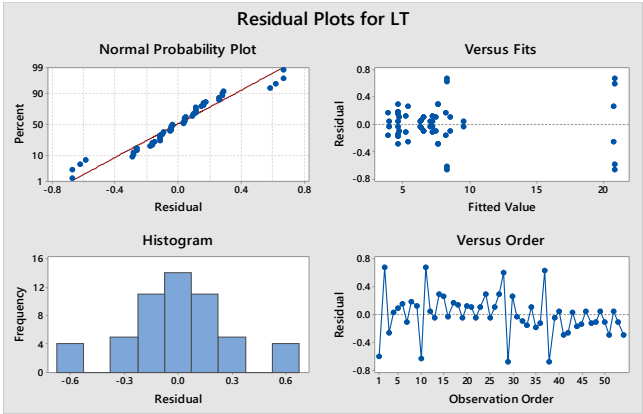 Residual Plots for LT
Normal Probability Plot
99
90
50
10
1
Percent
-0.8 -0.4 0.0 0.4 0.8
Residual
Versus Fits
0.8
0.4
0.0
-0.4
-0.8
Residual
5 10 15 20
Fitted Value
Histogram
16
12
8
4
0
Frequency
-0.6 -0.3 0.0 0.3 0.6
Residual
Versus Order
0.8
0.4
0.0
-0.4
-0.8
Residual
1 5 10 15 20 25 30 35 40 45 50
Observation Order